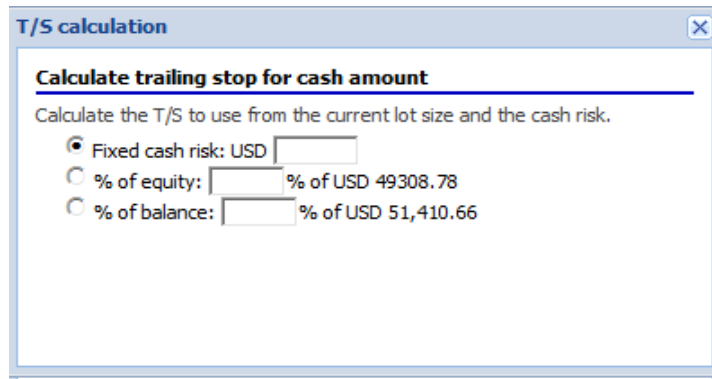 T/S calculation
Calculate trailing stop for cash amount
Calculate the T/S to use from the current lot size and the cash risk.
Fixed cash risk: USD
% of equity: % of USD 49308.78
% of balance: % of USD 51,410.66